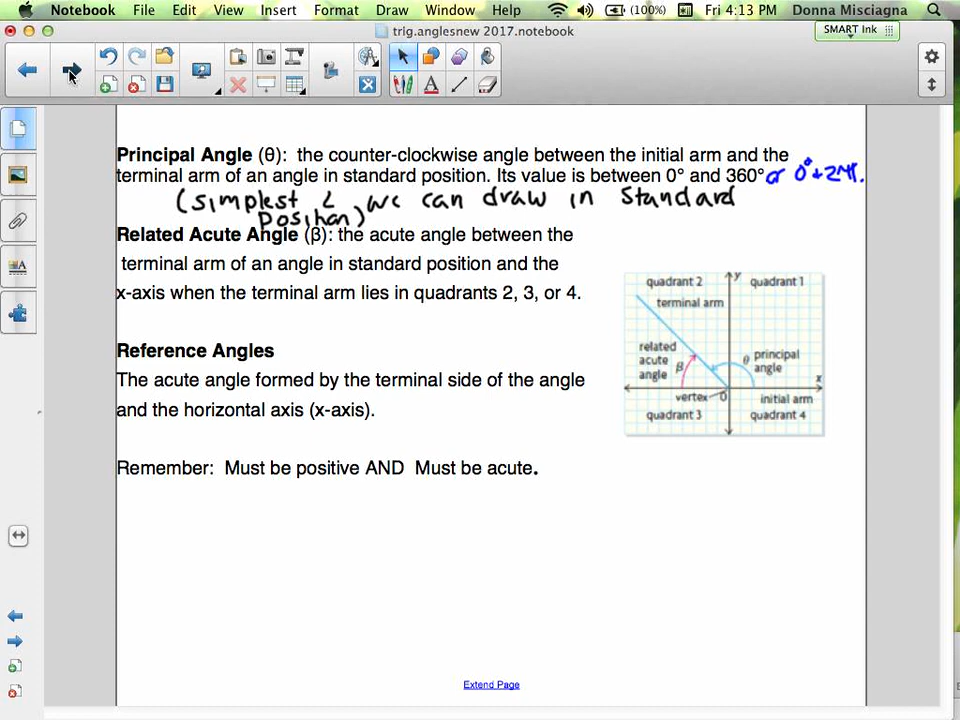 Notebook File Edit View Insert Format Draw Window Help (100%) Fri 4:13 PM Donna Misciagna
trig.anglesnew 2017.notebook
SMART Ink
Principal Angle (θ): the counter-clockwise angle between the initial arm and the
terminal arm of an angle in standard position. Its value is between 0° and 360° or 0° + 2π.
(simplest ∠ we can draw in Standard
Position)
Related Acute Angle (β): the acute angle between the
terminal arm of an angle in standard position and the
x-axis when the terminal arm lies in quadrants 2, 3, or 4.
quadrant 2 y quadrant 1
terminal arm
related
acute
angle
β
θ principal
angle
x
vertex 0 initial arm
quadrant 3 quadrant 4
Reference Angles
The acute angle formed by the terminal side of the angle
and the horizontal axis (x-axis).
Remember: Must be positive AND Must be acute.
Extend Page